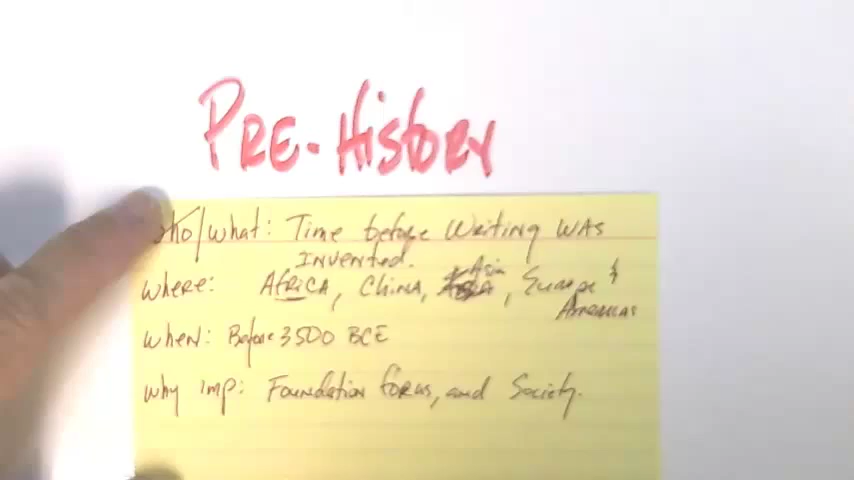 PRE-HistoRy
who/what: Time before Writing WAS
Invented.
where: AfRiCA, China, Asia, Europe &
Americas
when: Before 3500 BCE
why imp: Foundation for us, and Society.